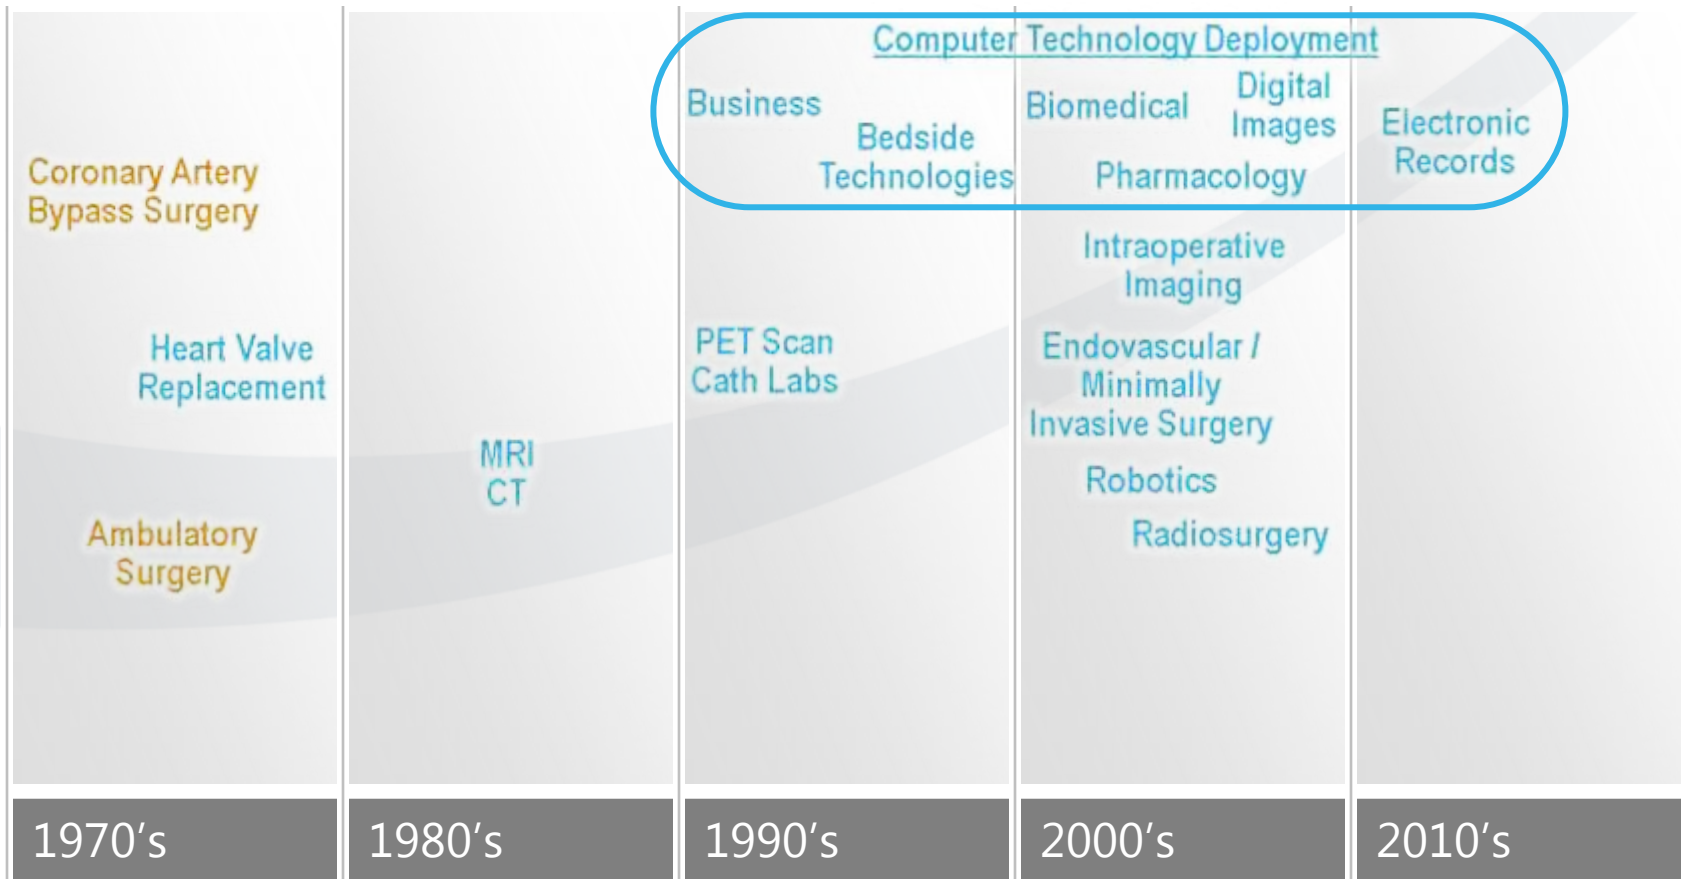 Computer Technology Deployment
Business
Bedside
Technologies
Biomedical
Digital
Images
Pharmacology
Electronic
Records
Coronary Artery
Bypass Surgery
Heart Valve
Replacement
Ambulatory
Surgery
MRI
CT
PET Scan
Cath Labs
Intraoperative
Imaging
Endovascular /
Minimally
Invasive Surgery
Robotics
Radiosurgery
1970's
1980's
1990's
2000's
2010's